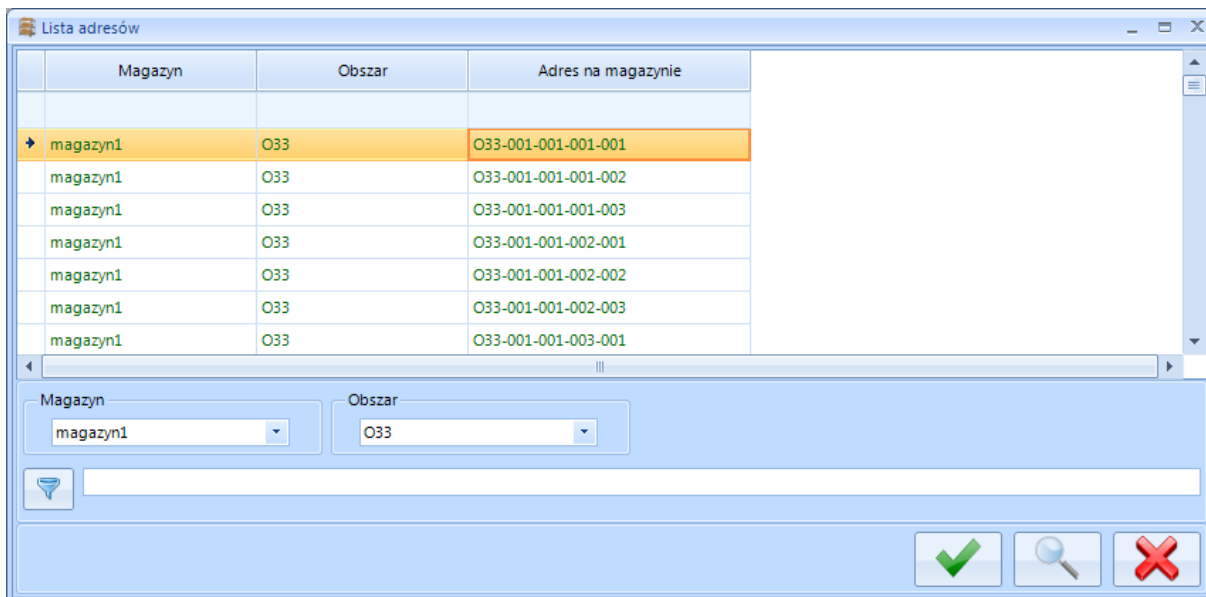 Lista adresów
Magazyn Obszar Adres na magazynie
magazyn1 O33 O33-001-001-001-001
magazyn1 O33 O33-001-001-001-002
magazyn1 O33 O33-001-001-001-003
magazyn1 O33 O33-001-001-002-001
magazyn1 O33 O33-001-001-002-002
magazyn1 O33 O33-001-001-002-003
magazyn1 O33 O33-001-001-003-001
Magazyn Obszar
magazyn1 O33